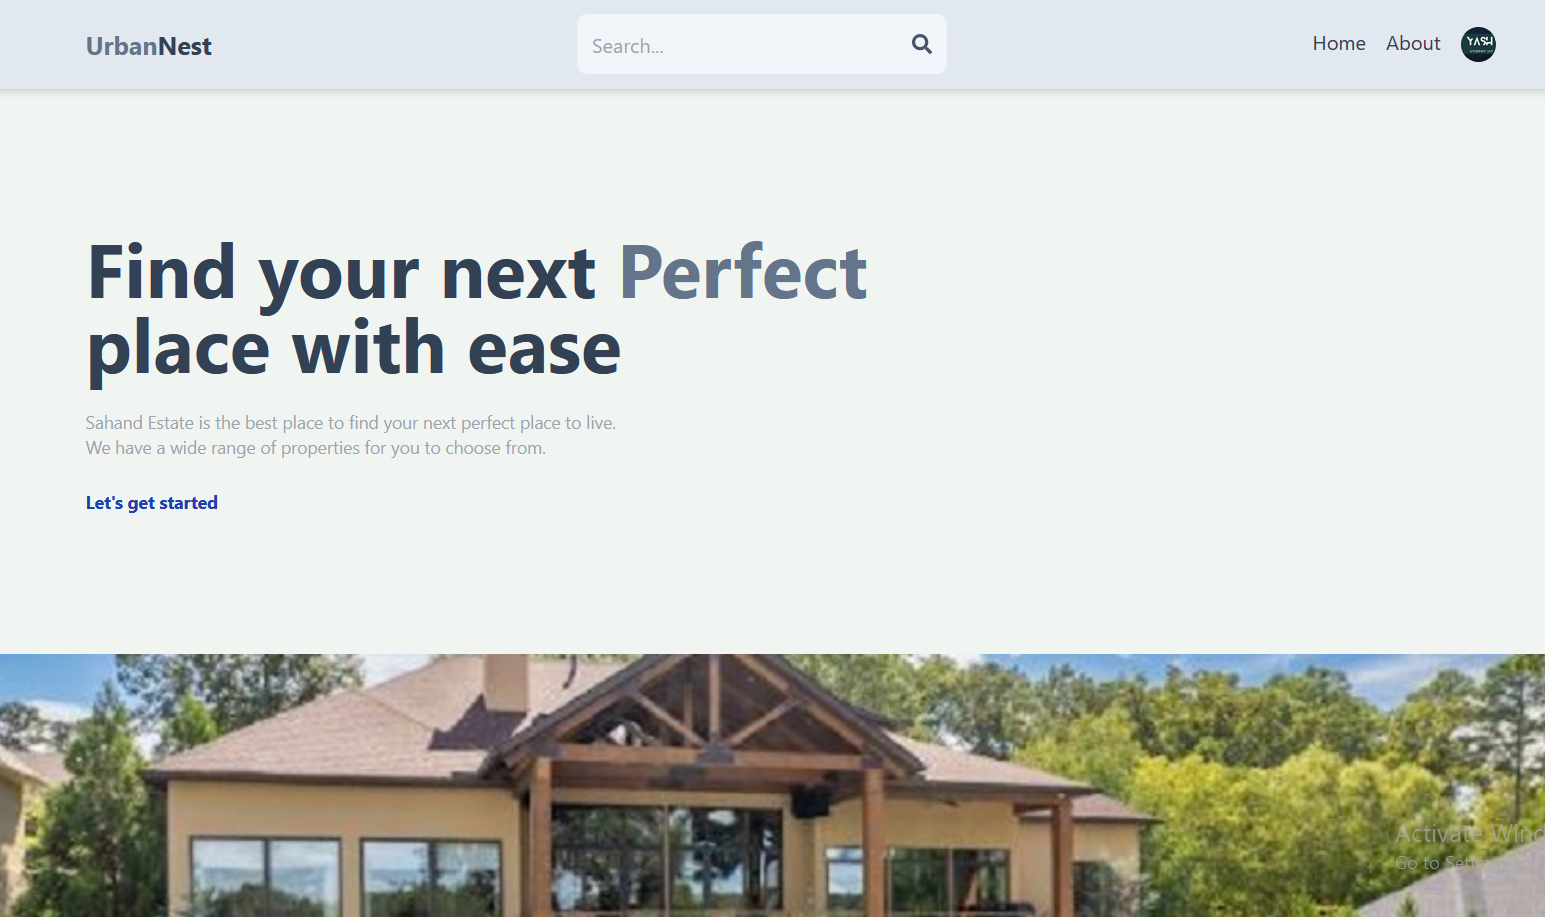 UrbanNest
Search...
Home
About
YASH
Find your next Perfect
place with ease
Sahand Estate is the best place to find your next perfect place to live.
We have a wide range of properties for you to choose from.
Let's get started
Activate Wind
Go to Sett